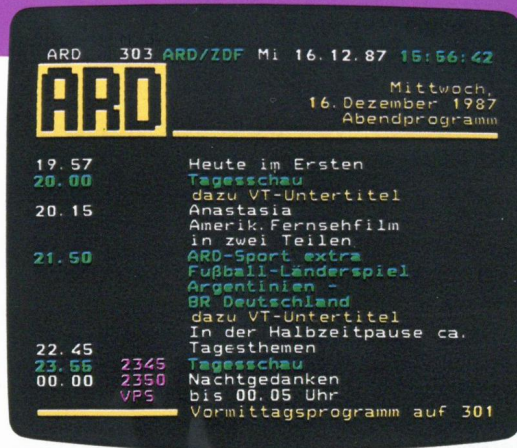 ARD 303 ARD/ZDF Mi 16.12.87 15:56:42
ARD
Mittwoch,
16. Dezember 1987
Abendprogramm
19.57 Heute im Ersten
20.00 Tagesschau
dazu VT-Untertitel
20.15 Anastasia
Amerik. Fernsehfilm
in zwei Teilen
21.50 ARD-Sport extra
Fußball-Länderspiel
Argentinien -
BR Deutschland
dazu VT-Untertitel
In der Halbzeitpause ca.
22.45 Tagesthemen
23.55 2345 Tagesschau
00.00 2350 Nachtgedanken
VPS bis 00.05 Uhr
Vormittagsprogramm auf 301